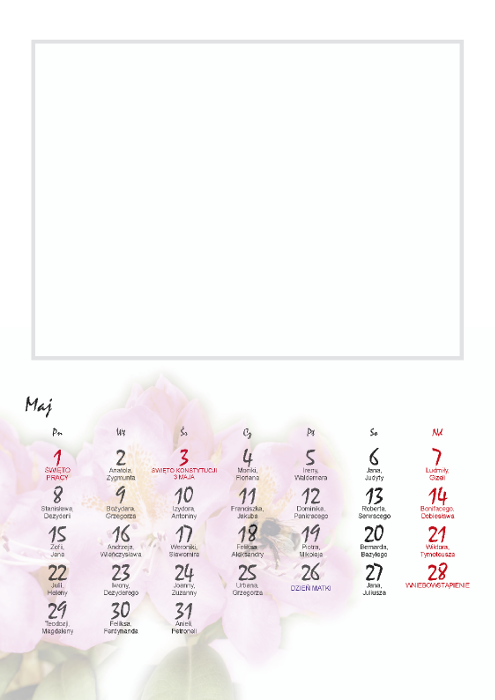 Maj
Pn Wt Śr Cz Pt So Nd
1 2 3 4 5 6 7
ŚWIĘTO Anatola, ŚWIĘTO KONSTYTUCJI Moniki, Ireny, Jana, Ludmiły,
PRACY Zygmunta 3 MAJA Floriana Waldemara Judyty Gizeli
8 9 10 11 12 13 14
Stanisława, Bożydara, Izydora, Franciszka, Dominika, Roberta, Bonifacego,
Dezyderii Grzegorza Antoniny Jakuba Pankracego Serwacego Dobiesława
15 16 17 18 19 20 21
Zofii, Andrzeja, Weroniki, Feliksa, Piotra, Bernarda, Wiktora,
Jana Wieńczysława Sławomira Aleksandry Mikołaja Bazylego Tymoteusza
22 23 24 25 26 27 28
Julii, Iwony, Joanny, Urbana, DZIEŃ MATKI Jana, WNIEBOWSTĄPIENIE
Heleny Dezyderego Zuzanny Grzegorza Juliusza
29 30 31
Teodozji, Feliksa, Anieli,
Magdaleny Ferdynanda Petroneli